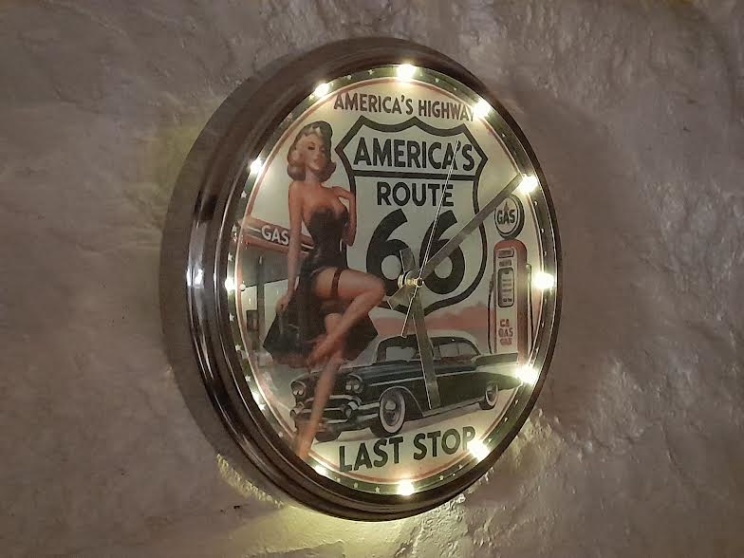 AMERICA'S HIGHWAY
AMERICA'S
ROUTE
66
GAS
GAS
GAS
LAST STOP